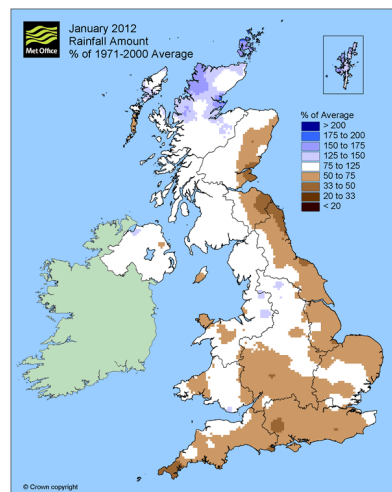 Met Office
January 2012
Rainfall Amount
% of 1971-2000 Average
% of Average
> 200
175 to 200
150 to 175
125 to 150
75 to 125
50 to 75
33 to 50
20 to 33
< 20
© Crown copyright